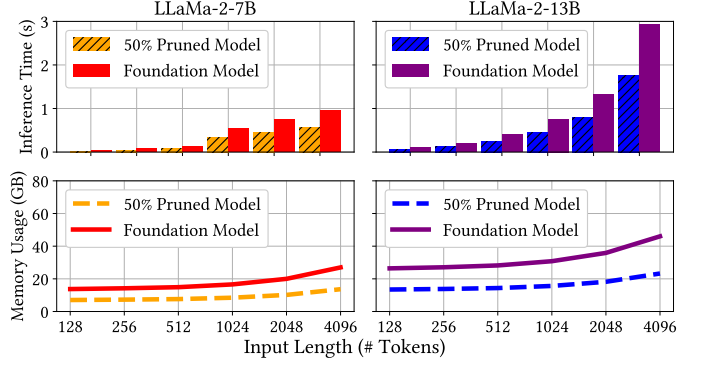 LLaMa-2-7B
LLaMa-2-13B
Inference Time (s)
3
2
1
0
50% Pruned Model
Foundation Model
50% Pruned Model
Foundation Model
Memory Usage (GB)
80
60
40
20
0
50% Pruned Model
Foundation Model
50% Pruned Model
Foundation Model
128 256 512 1024 2048 4096
128 256 512 1024 2048 4096
Input Length (# Tokens)